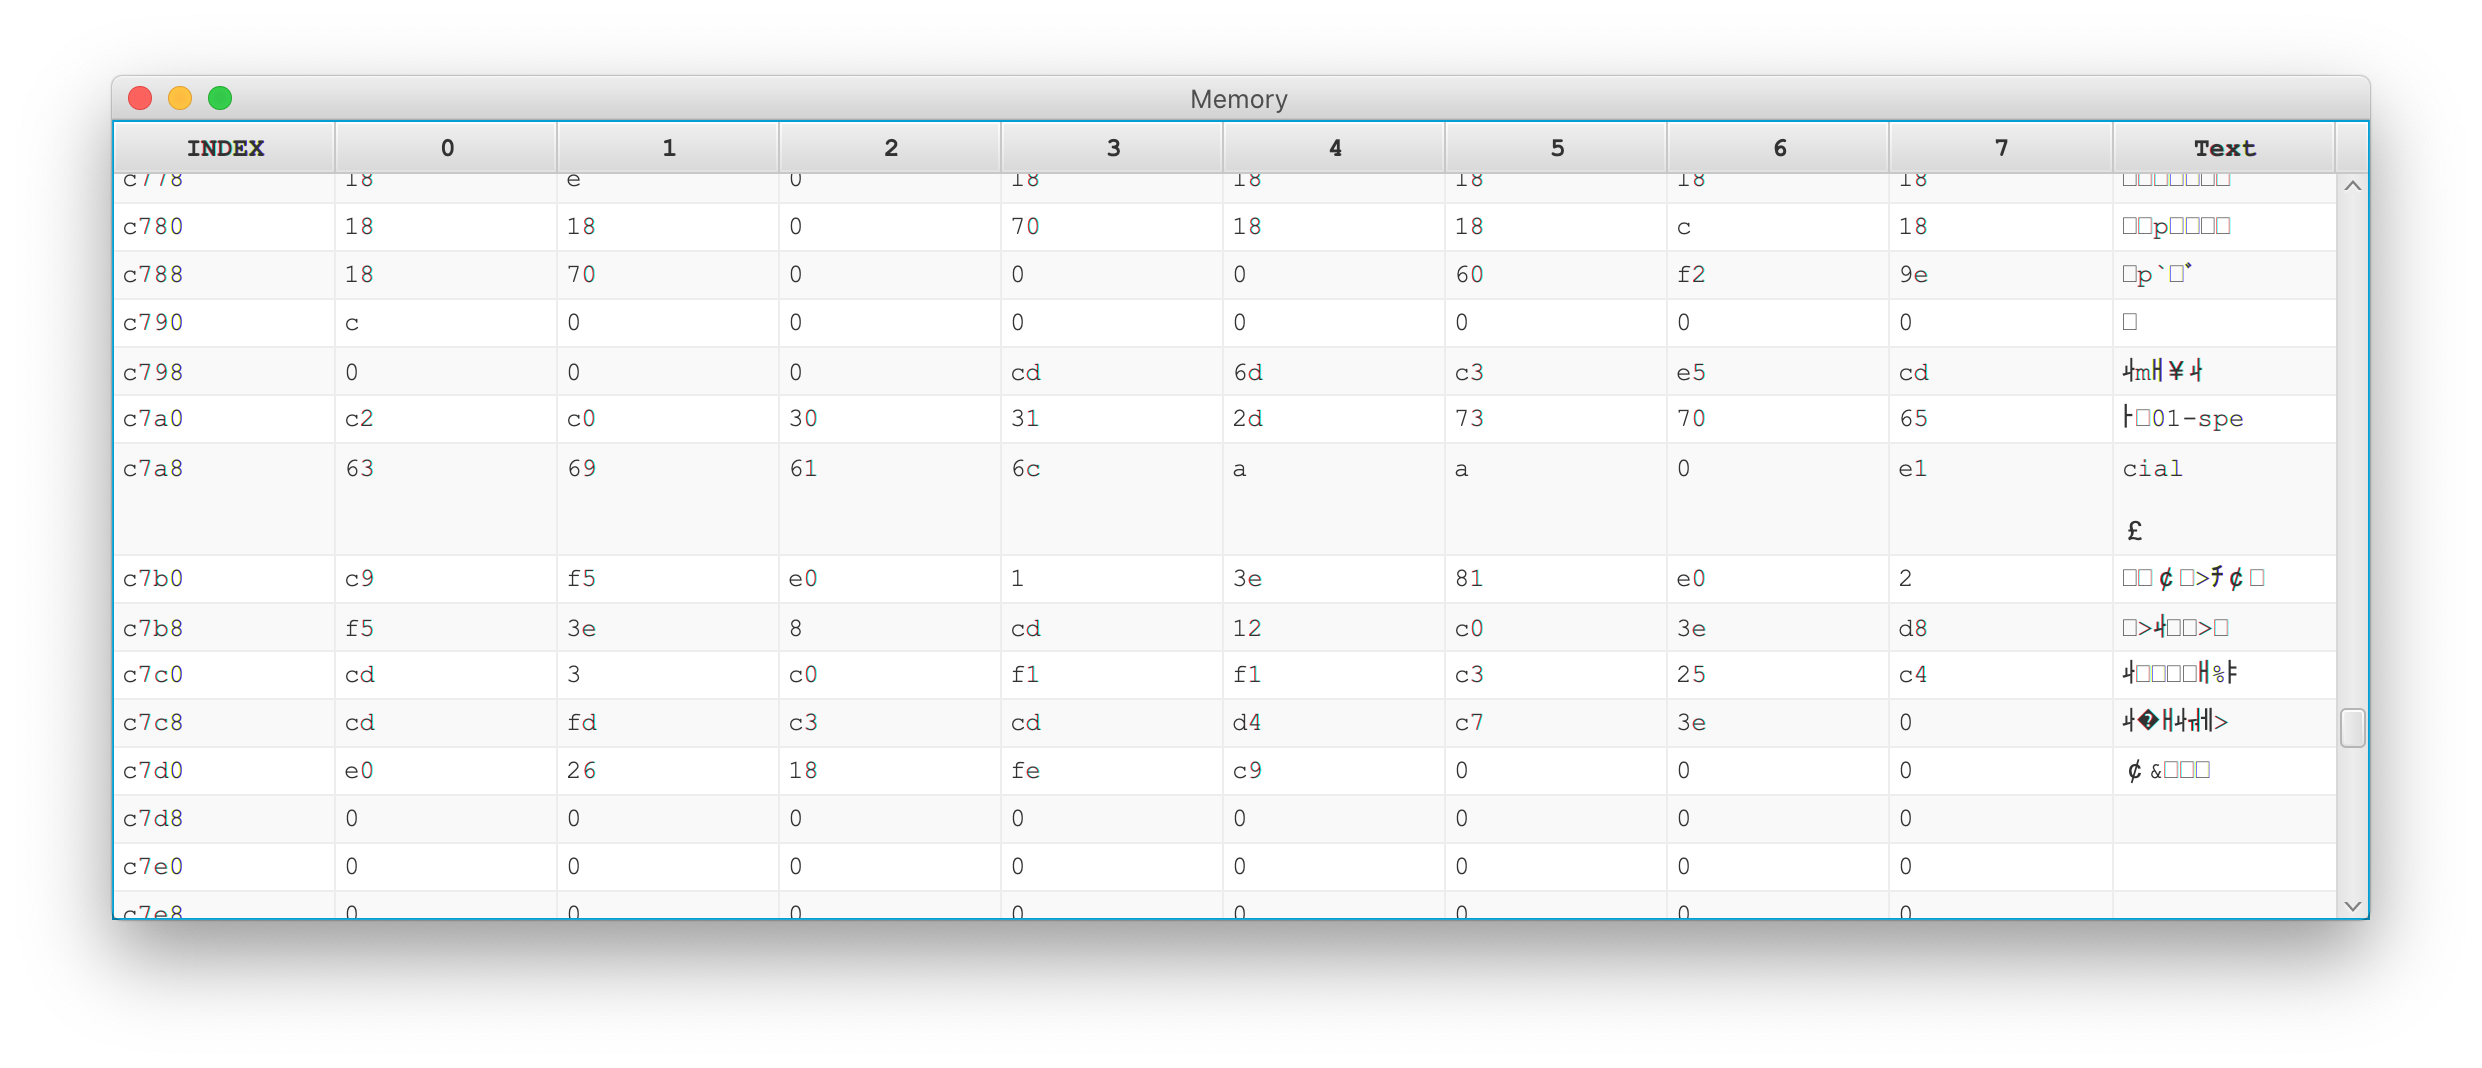 Memory
INDEX 0 1 2 3 4 5 6 7 Text
c778 18 e 0 18 18 18 18 18 □□□□□□□
c780 18 18 0 70 18 18 c 18 □□p□□□□
c788 18 70 0 0 0 60 f2 9e □p`□ﾞ
c790 c 0 0 0 0 0 0 0 □
c798 0 0 0 cd 6d c3 e5 cd ￍmￃ￥ￍ
c7a0 c2 c0 30 31 2d 73 70 65 ￂ□01-spe
c7a8 63 69 61 6c a a 0 e1 cial
￡
c7b0 c9 f5 e0 1 3e 81 e0 2 □□￠□>ﾁ￠□
c7b8 f5 3e 8 cd 12 c0 3e d8 □>ￍ□□>□
c7c0 cd 3 c0 f1 f1 c3 25 c4 ￍ□□□□ￃ%ￄ
c7c8 cd fd c3 cd d4 c7 3e 0 ￍ�ￃￍￔￇ>
c7d0 e0 26 18 fe c9 0 0 0 ￠&□□□
c7d8 0 0 0 0 0 0 0 0
c7e0 0 0 0 0 0 0 0 0
c7e8 0 0 0 0 0 0 0 0